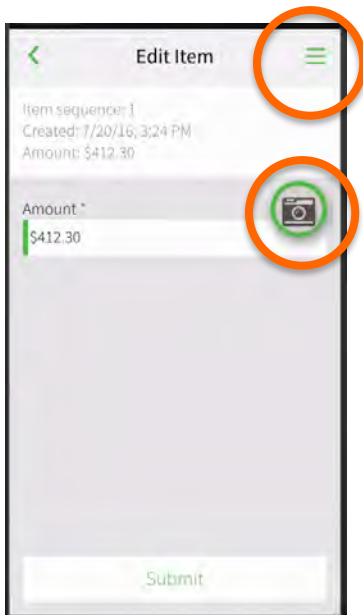 Edit Item
Item sequence: 1
Created: 7/20/16, 3:24 PM
Amount: $412.30
Amount *
$412.30
Submit